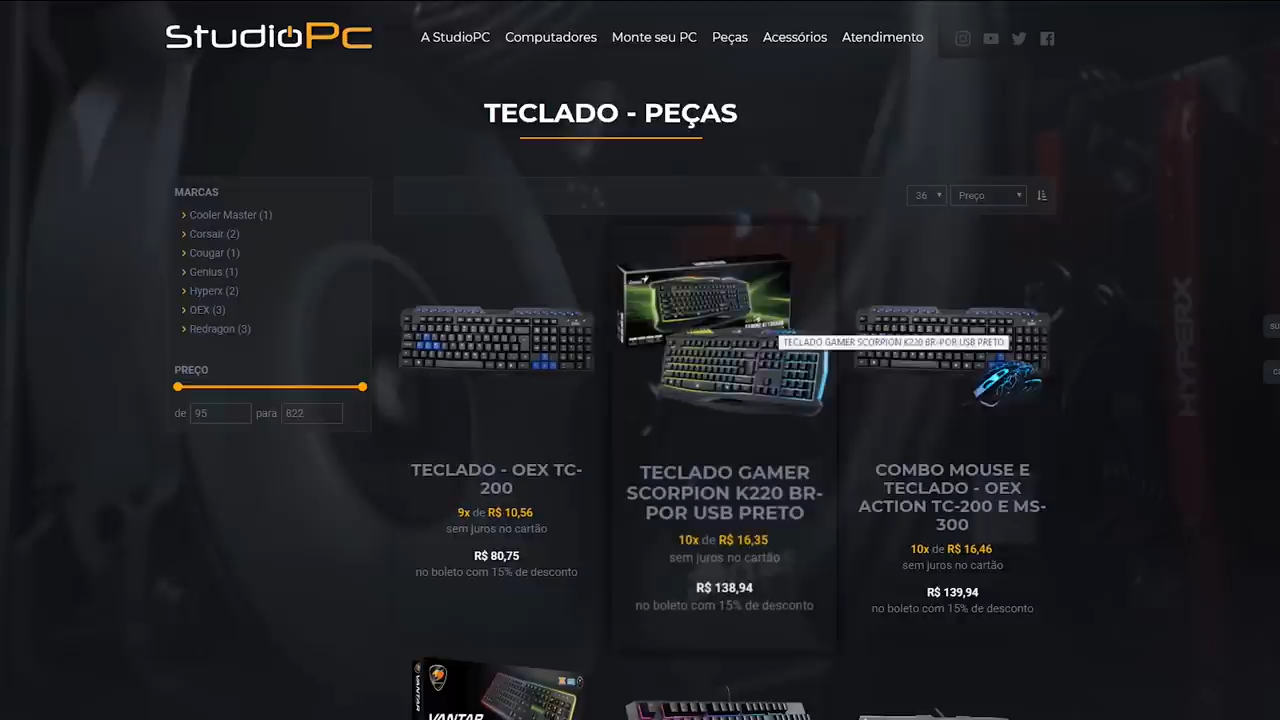 StudioPc
A StudioPC Computadores Monte seu PC Peças Acessórios Atendimento
TECLADO - PEÇAS
MARCAS
Cooler Master (1)
Corsair (2)
Cougar (1)
Genius (1)
Hyperx (2)
OEX (3)
Redragon (3)
PREÇO
de 95 para 822
36 Preço
TECLADO GAMER SCORPION K220 BR-POR USB PRETO
TECLADO - OEX TC-
200
9x de R$ 10,56
sem juros no cartão
R$ 80,75
no boleto com 15% de desconto
TECLADO GAMER
SCORPION K220 BR-
POR USB PRETO
10x de R$ 16,35
sem juros no cartão
R$ 138,94
no boleto com 15% de desconto
COMBO MOUSE E
TECLADO - OEX
ACTION TC-200 E MS-
300
10x de R$ 16,46
sem juros no cartão
R$ 139,94
no boleto com 15% de desconto
VANTAR
HYPERX